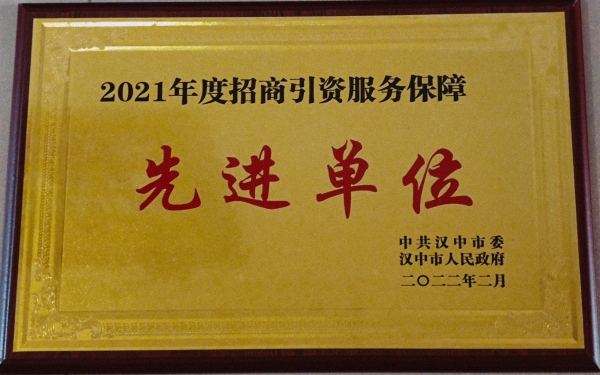 2021年度招商引资服务保障
先进单位
中共汉中市委
汉中市人民政府
二〇二二年二月